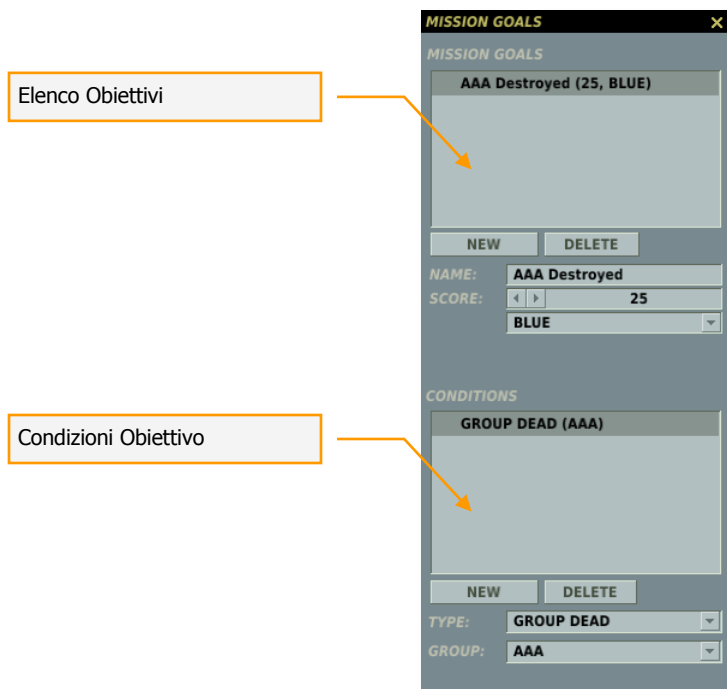 MISSION GOALS
MISSION GOALS
Elenco Obiettivi
AAA Destroyed (25, BLUE)
NEW DELETE
NAME: AAA Destroyed
SCORE: 25
BLUE
CONDITIONS
Condizioni Obiettivo
GROUP DEAD (AAA)
NEW DELETE
TYPE: GROUP DEAD
GROUP: AAA